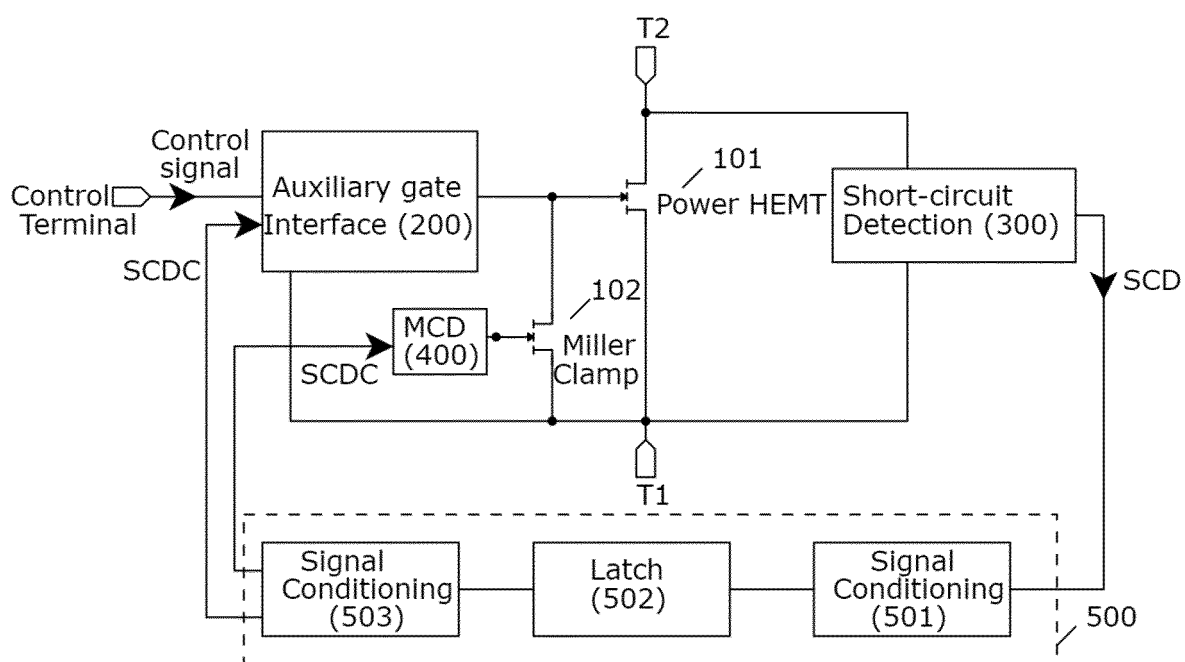 T2
Control
signal
Control
Terminal
Auxiliary gate
Interface (200)
101
Power HEMT
Short-circuit
Detection (300)
SCDC
SCD
102
MCD
(400)
Miller
Clamp
SCDC
T1
Signal
Conditioning
(503)
Latch
(502)
Signal
Conditioning
(501)
500